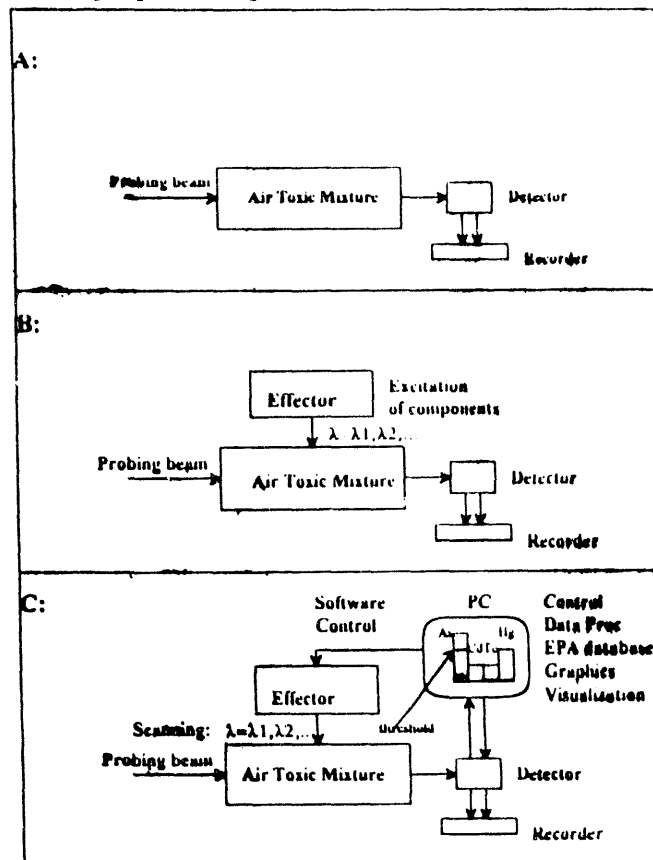 A:
Probing beam
Air Toxic Mixture
Detector
Recorder
B:
Effector
Excitation
of components
λ=λ1,λ2,...
Probing beam
Air Toxic Mixture
Detector
Recorder
C:
Software
Control
PC
Control
Data Proc
EPA database
Graphics
Visualization
Hg
Effector
threshold
Scanning: λ=λ1,λ2,...
Probing beam
Air Toxic Mixture
Detector
Recorder